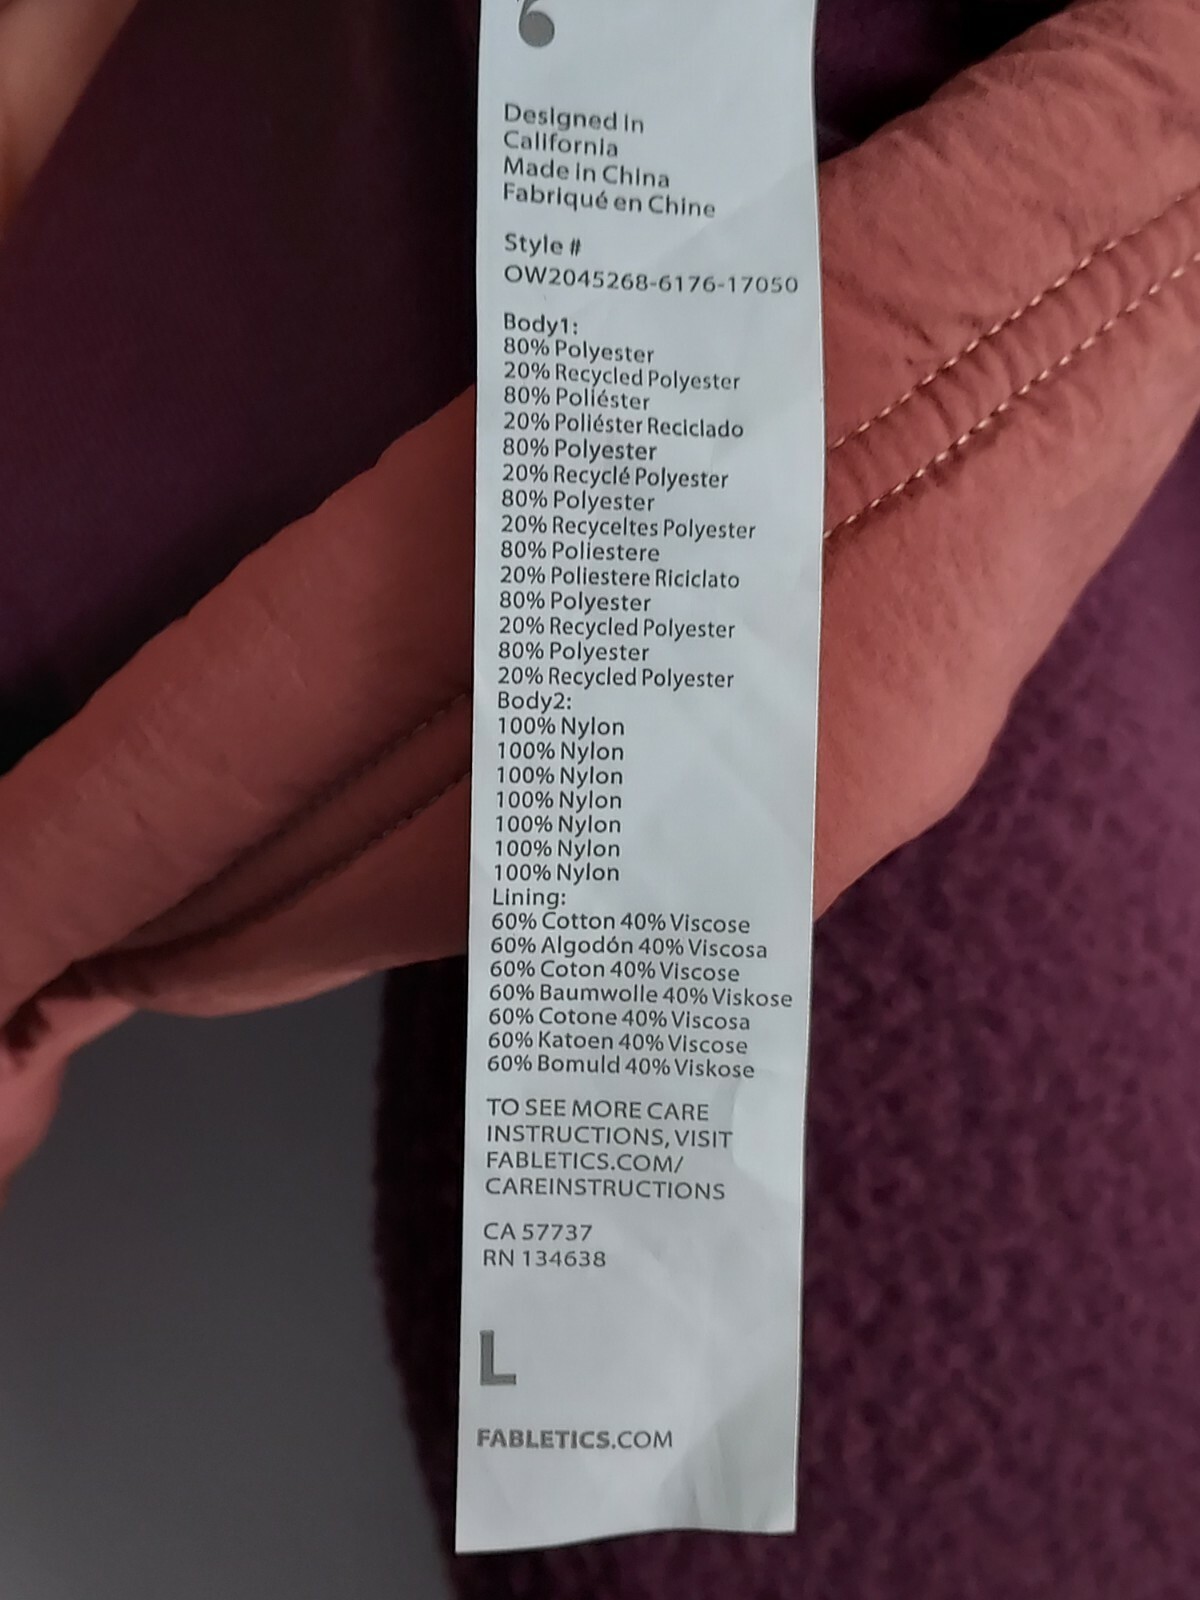 Designed in
California
Made in China
Fabriqué en Chine
Style #
OW2045268-6176-17050
Body1:
80% Polyester
20% Recycled Polyester
80% Poliéster
20% Poliéster Reciclado
80% Polyester
20% Recyclé Polyester
80% Polyester
20% Recyceltes Polyester
80% Poliestere
20% Poliestere Riciclato
80% Polyester
20% Recycled Polyester
80% Polyester
20% Recycled Polyester
Body2:
100% Nylon
100% Nylon
100% Nylon
100% Nylon
100% Nylon
100% Nylon
100% Nylon
Lining:
60% Cotton 40% Viscose
60% Algodón 40% Viscosa
60% Coton 40% Viscose
60% Baumwolle 40% Viskose
60% Cotone 40% Viscosa
60% Katoen 40% Viscose
60% Bomuld 40% Viskose
TO SEE MORE CARE
INSTRUCTIONS, VISIT
FABLETICS.COM/
CAREINSTRUCTIONS
CA 57737
RN 134638
L
FABLETICS.COM